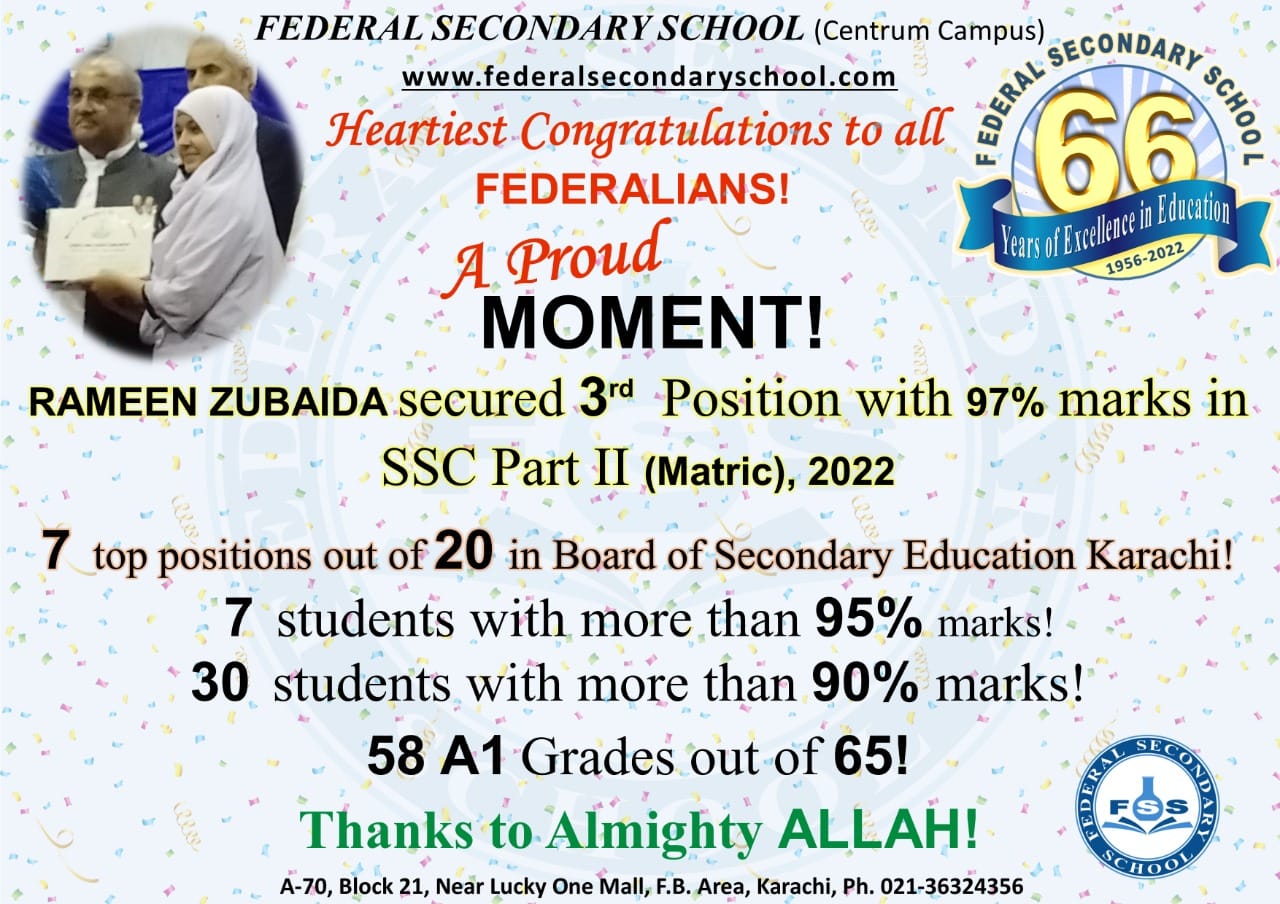 FEDERAL SECONDARY SCHOOL (Centrum Campus)
www.federalsecondaryschool.com
Heartiest Congratulations to all
FEDERALIANS!
A Proud
MOMENT!
FEDERAL SECONDARY SCHOOL
66
Years of Excellence in Education
1956-2022
RAMEEN ZUBAIDA secured 3rd Position with 97% marks in
SSC Part II (Matric), 2022
7 top positions out of 20 in Board of Secondary Education Karachi!
7 students with more than 95% marks!
30 students with more than 90% marks!
58 A1 Grades out of 65!
Thanks to Almighty ALLAH!
FEDERAL SECONDARY
FSS
SCHOOL
A-70, Block 21, Near Lucky One Mall, F.B. Area, Karachi, Ph. 021-36324356